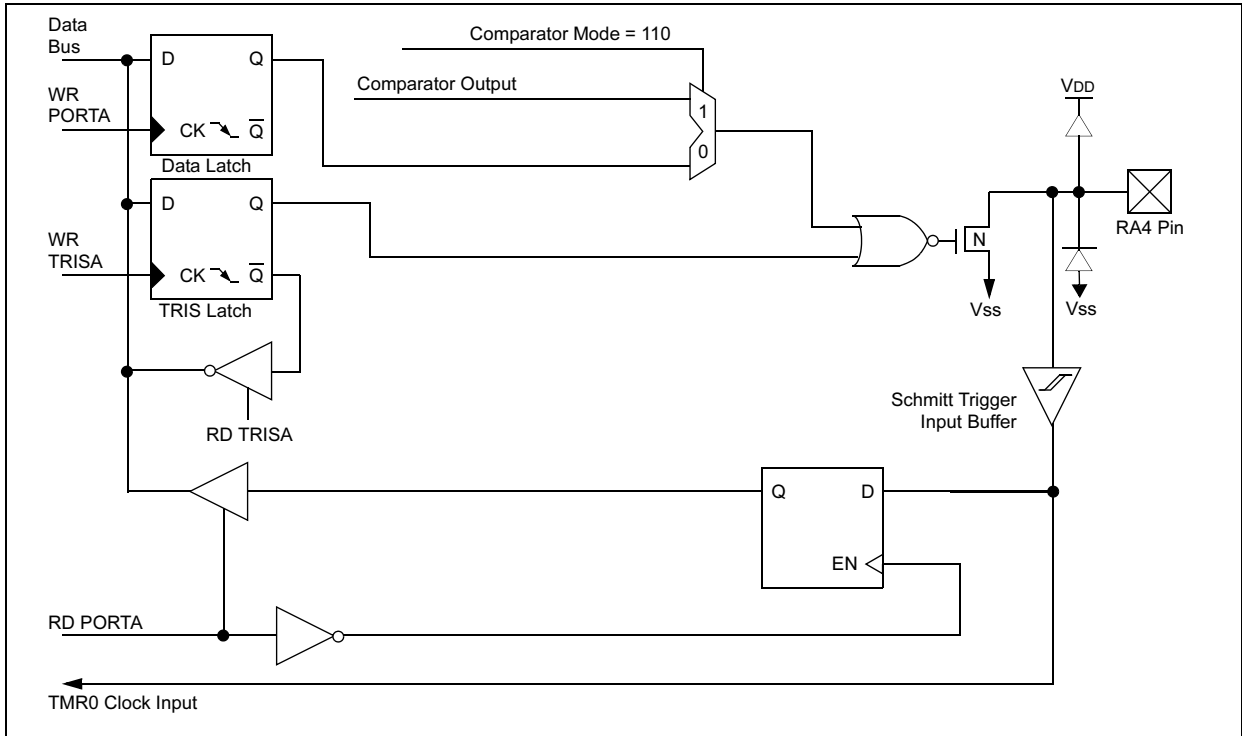 Data
Bus
D
Q
WR
PORTA
CK
Q̅
Data Latch
Comparator Mode = 110
Comparator Output
1
0
VDD
RA4 Pin
N
Vss
Vss
D
Q
WR
TRISA
CK
Q̅
TRIS Latch
RD TRISA
Schmitt Trigger
Input Buffer
Q
D
EN
RD PORTA
TMR0 Clock Input